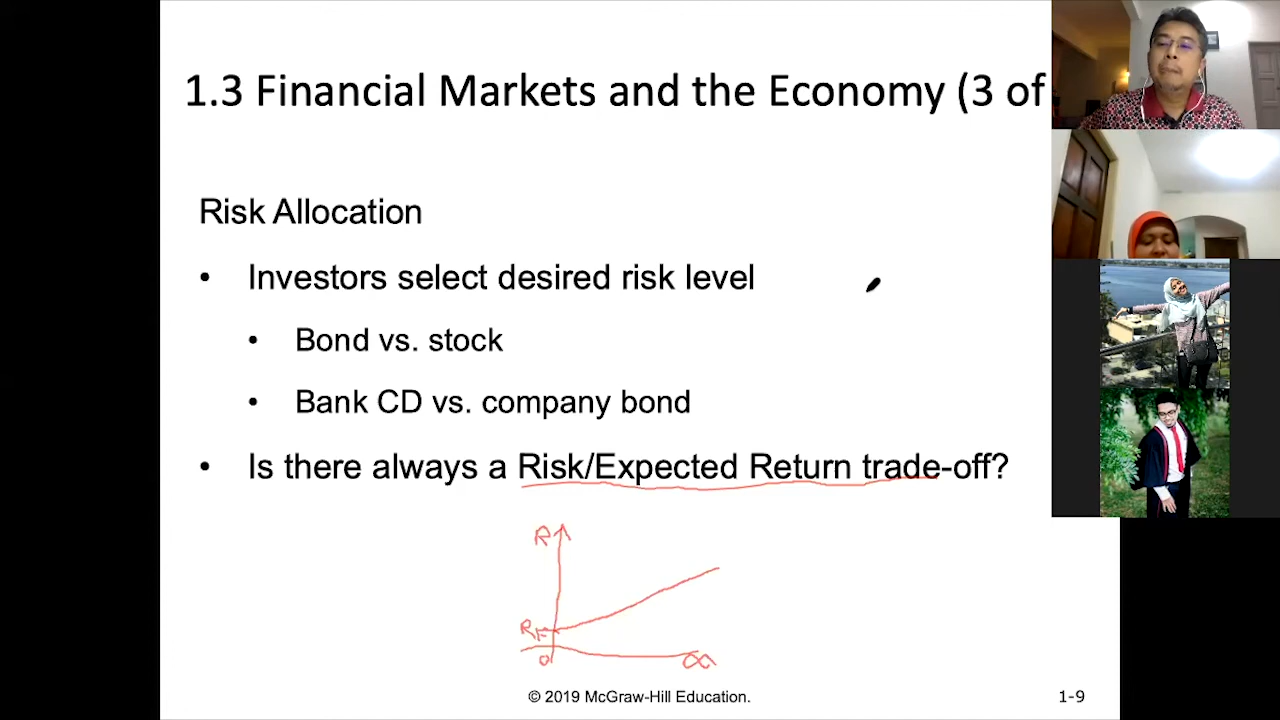 1.3 Financial Markets and the Economy (3 of
Risk Allocation
• Investors select desired risk level
• Bond vs. stock
• Bank CD vs. company bond
• Is there always a Risk/Expected Return trade-off?
R
RF
0
© 2019 McGraw-Hill Education.
1-9